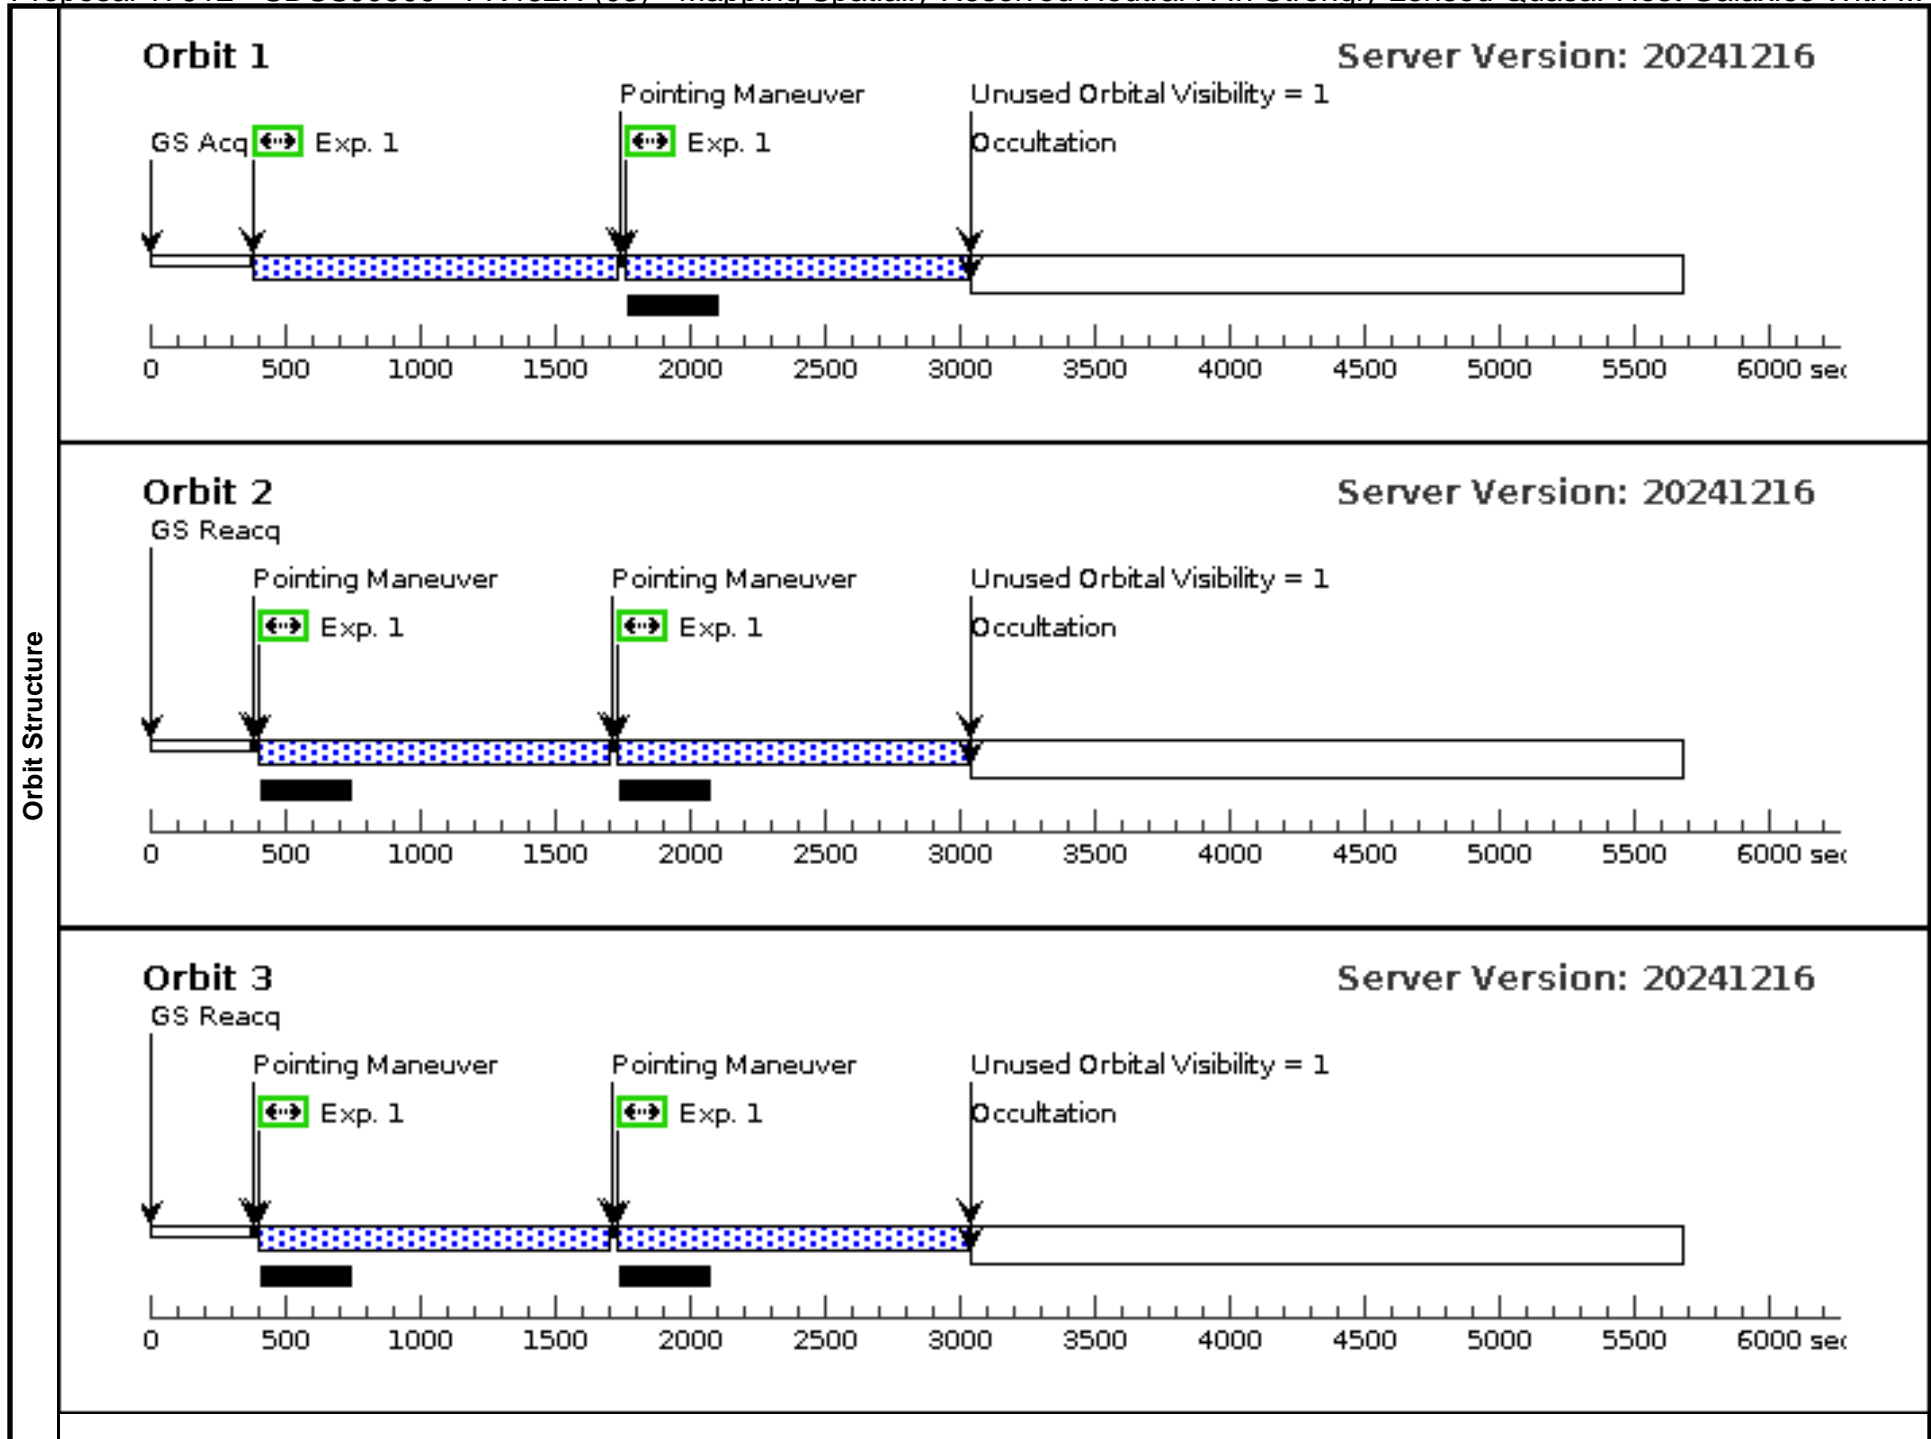 Orbit 1 Server Version: 20241216
Pointing Maneuver Unused Orbital Visibility = 1
GS Acq Exp. 1 Exp. 1 Occultation
0 500 1000 1500 2000 2500 3000 3500 4000 4500 5000 5500 6000 sec
Orbit Structure
Orbit 2 Server Version: 20241216
GS Reacq
Pointing Maneuver Pointing Maneuver Unused Orbital Visibility = 1
Exp. 1 Exp. 1 Occultation
0 500 1000 1500 2000 2500 3000 3500 4000 4500 5000 5500 6000 sec
Orbit 3 Server Version: 20241216
GS Reacq
Pointing Maneuver Pointing Maneuver Unused Orbital Visibility = 1
Exp. 1 Exp. 1 Occultation
0 500 1000 1500 2000 2500 3000 3500 4000 4500 5000 5500 6000 sec